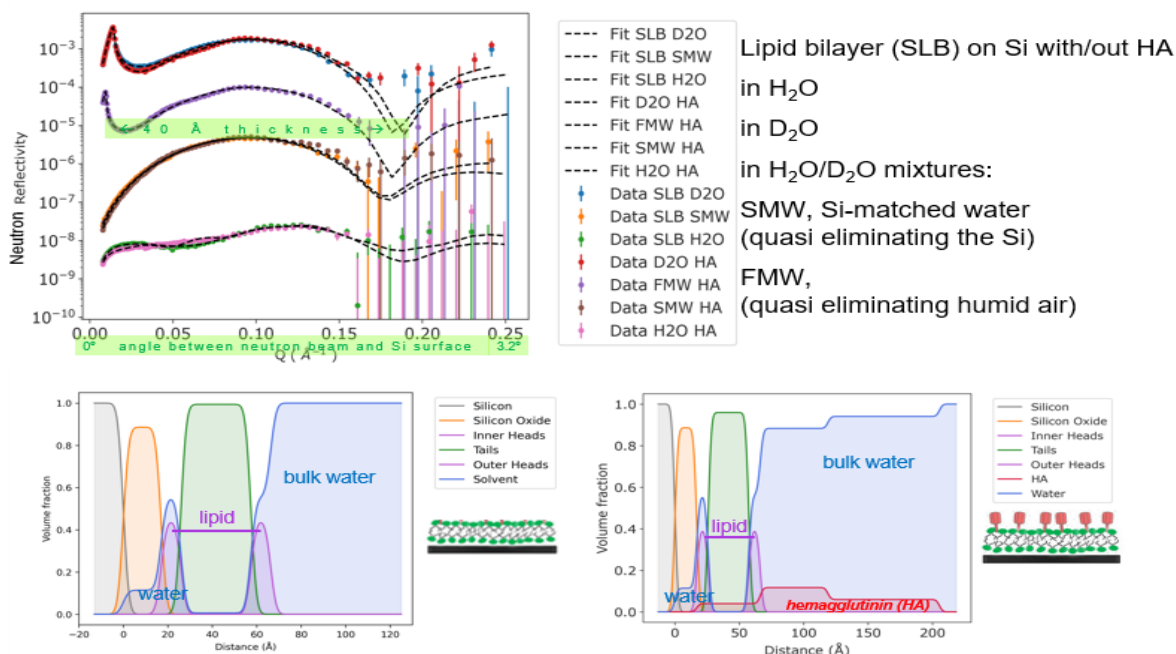 10⁻³
10⁻⁴
10⁻⁵
10⁻⁶
10⁻⁷
10⁻⁸
10⁻⁹
10⁻¹⁰
Neutron Reflectivity
< 40 Å thickness >
0.00 0.05 0.10 0.15 0.20 0.25
0° angle between neutron beam and Si surface 3.2°
Q ( Å⁻¹)
Fit SLB D2O
Fit SLB SMW
Fit SLB H2O
Fit D2O HA
Fit FMW HA
Fit SMW HA
Fit H2O HA
Data SLB D2O
Data SLB SMW
Data SLB H2O
Data D2O HA
Data FMW HA
Data SMW HA
Data H2O HA
Lipid bilayer (SLB) on Si with/out HA
in H₂O
in D₂O
in H₂O/D₂O mixtures:
SMW, Si-matched water
(quasi eliminating the Si)
FMW,
(quasi eliminating humid air)
1.0
0.8
0.6
0.4
0.2
0.0
Volume fraction
bulk water
lipid
water
−20 0 20 40 60 80 100 120
Distance (Å)
Silicon
Silicon Oxide
Inner Heads
Tails
Outer Heads
Solvent
1.0
0.8
0.6
0.4
0.2
0.0
Volume fraction
bulk water
lipid
water
hemagglutinin (HA)
0 50 100 150 200
Distance (Å)
Silicon
Silicon Oxide
Inner Heads
Tails
Outer Heads
HA
Water